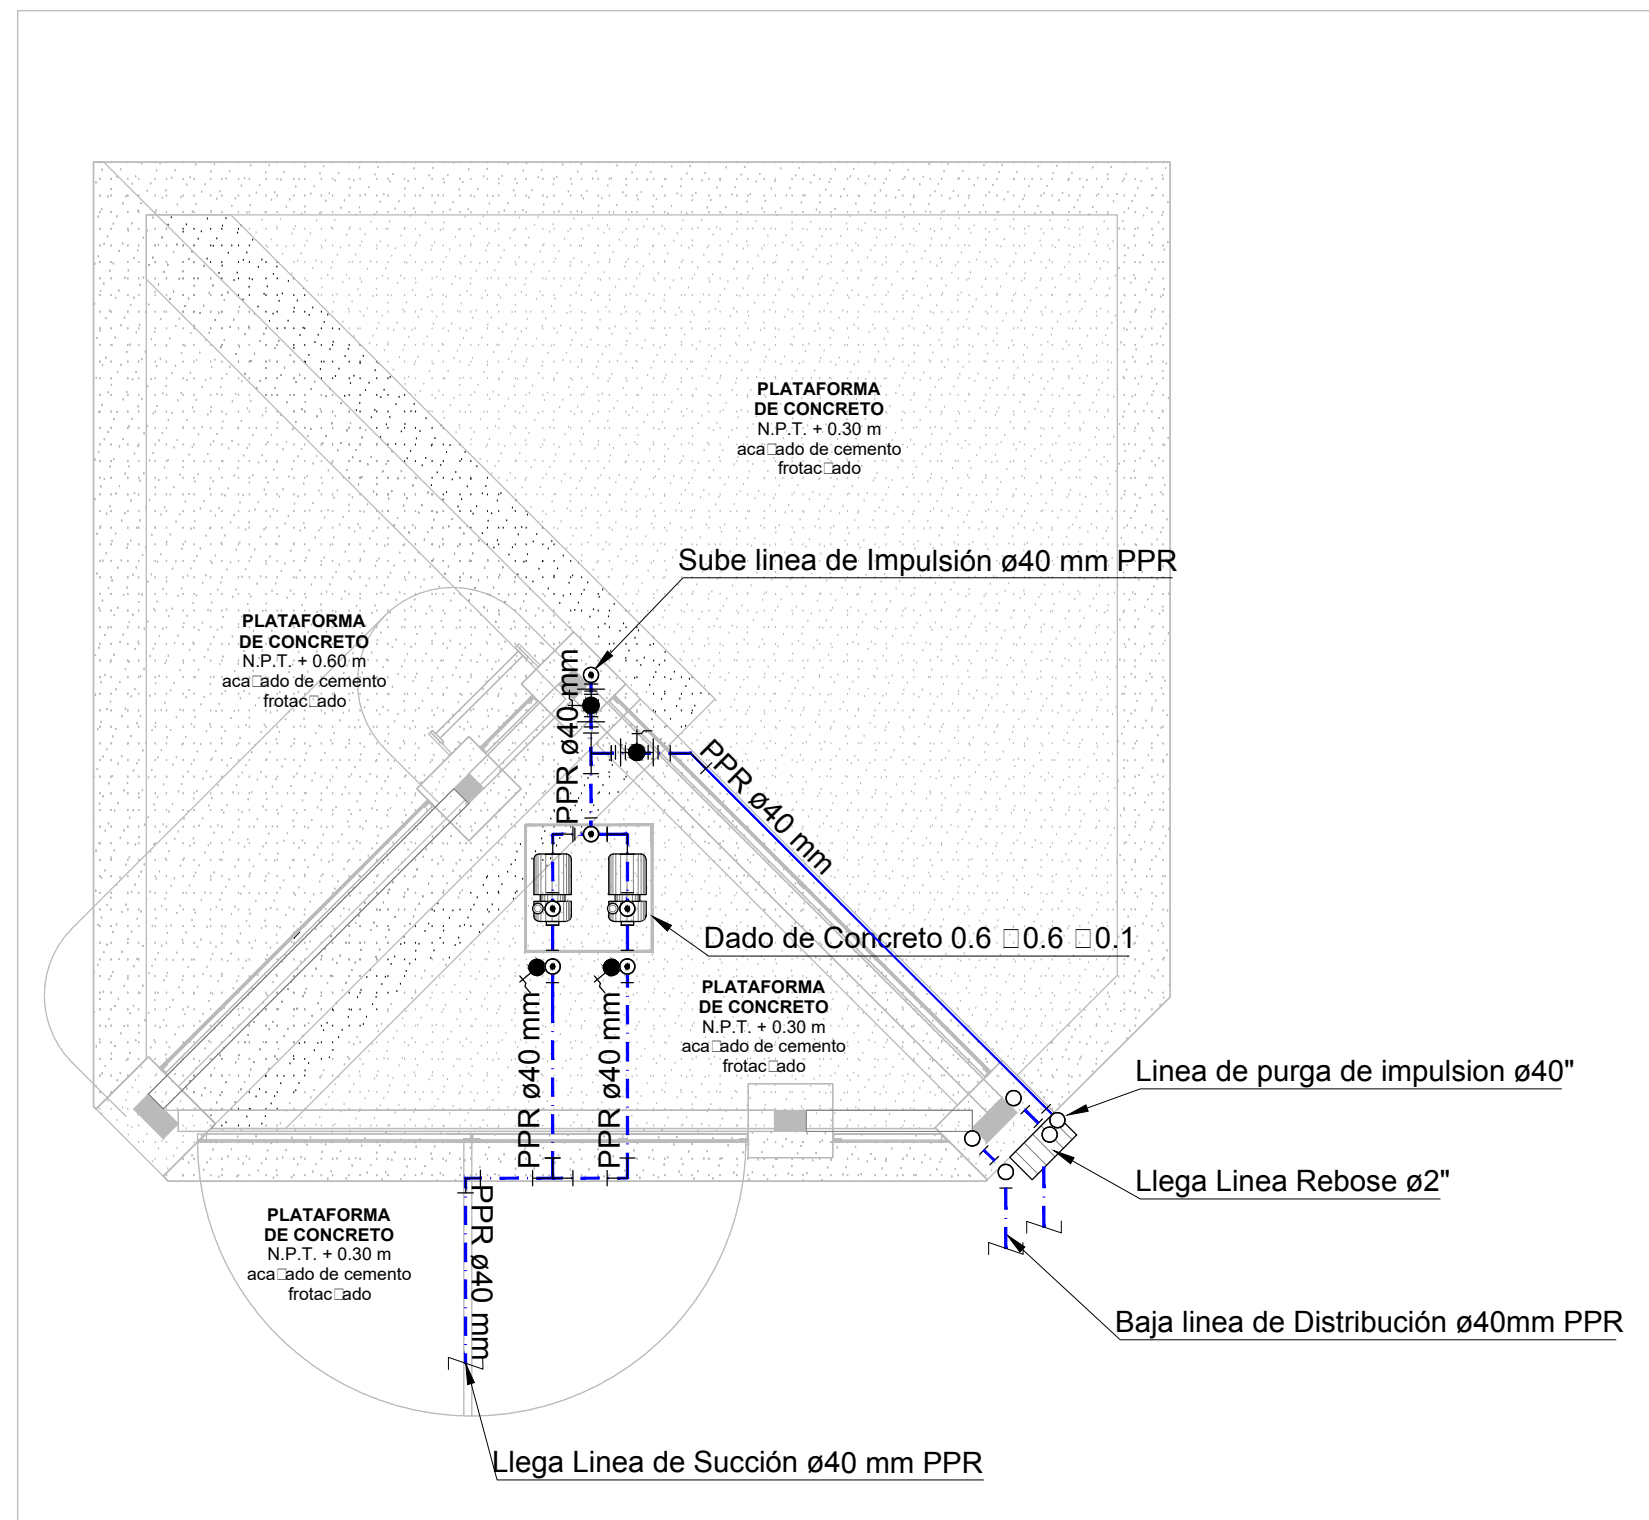 PLATAFORMA
DE CONCRETO
N.P.T. + 0.30 m
aca□ado de cemento
frotac□ado
Sube linea de Impulsión ø40 mm PPR
PLATAFORMA
DE CONCRETO
N.P.T. + 0.60 m
aca□ado de cemento
frotac□ado
PPR ø40 mm
PPR ø40 mm
Dado de Concreto 0.6 □0.6 □0.1
PLATAFORMA
DE CONCRETO
N.P.T. + 0.30 m
aca□ado de cemento
frotac□ado
PPR ø40 mm
PPR ø40 mm
Linea de purga de impulsion ø40"
Llega Linea Rebose ø2"
PLATAFORMA
DE CONCRETO
N.P.T. + 0.30 m
aca□ado de cemento
frotac□ado
PPR ø40 mm
Baja linea de Distribución ø40mm PPR
Llega Linea de Succión ø40 mm PPR